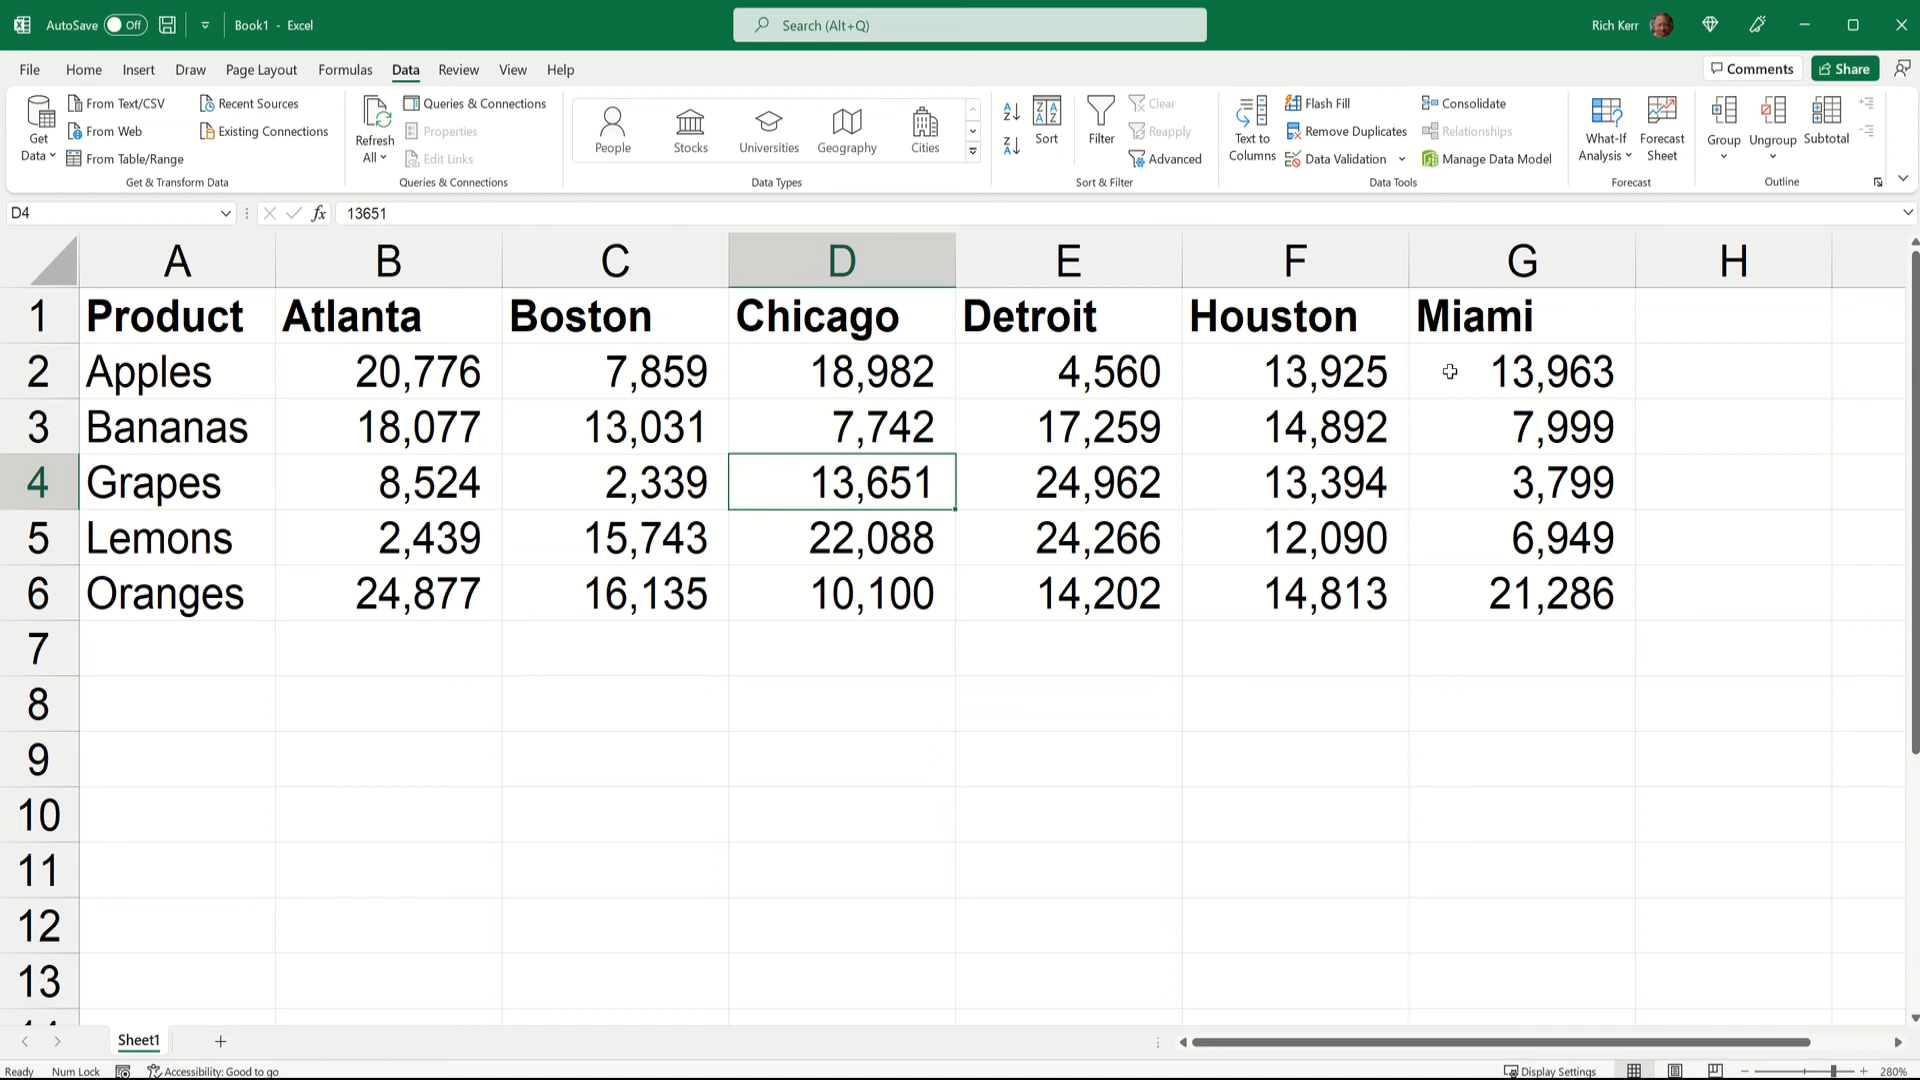 AutoSave Off Book1 - Excel Search (Alt+Q) Rich Kerr
File Home Insert Draw Page Layout Formulas Data Review View Help Comments Share
Get Data
From Text/CSV
From Web
From Table/Range
Recent Sources
Existing Connections
Get & Transform Data
Refresh All
Queries & Connections
Properties
Edit Links
Queries & Connections
People Stocks Universities Geography Cities
Data Types
Sort
Filter
Clear
Reapply
Advanced
Sort & Filter
Text to Columns
Flash Fill
Remove Duplicates
Data Validation
Consolidate
Relationships
Manage Data Model
Data Tools
What-If Analysis
Forecast Sheet
Forecast
Group Ungroup Subtotal
Outline
D4 fx 13651
A B C D E F G H
1 Product Atlanta Boston Chicago Detroit Houston Miami
2 Apples 20,776 7,859 18,982 4,560 13,925 13,963
3 Bananas 18,077 13,031 7,742 17,259 14,892 7,999
4 Grapes 8,524 2,339 13,651 24,962 13,394 3,799
5 Lemons 2,439 15,743 22,088 24,266 12,090 6,949
6 Oranges 24,877 16,135 10,100 14,202 14,813 21,286
7
8
9
10
11
12
13
Sheet1
Ready Num Lock Accessibility: Good to go Display Settings 280%